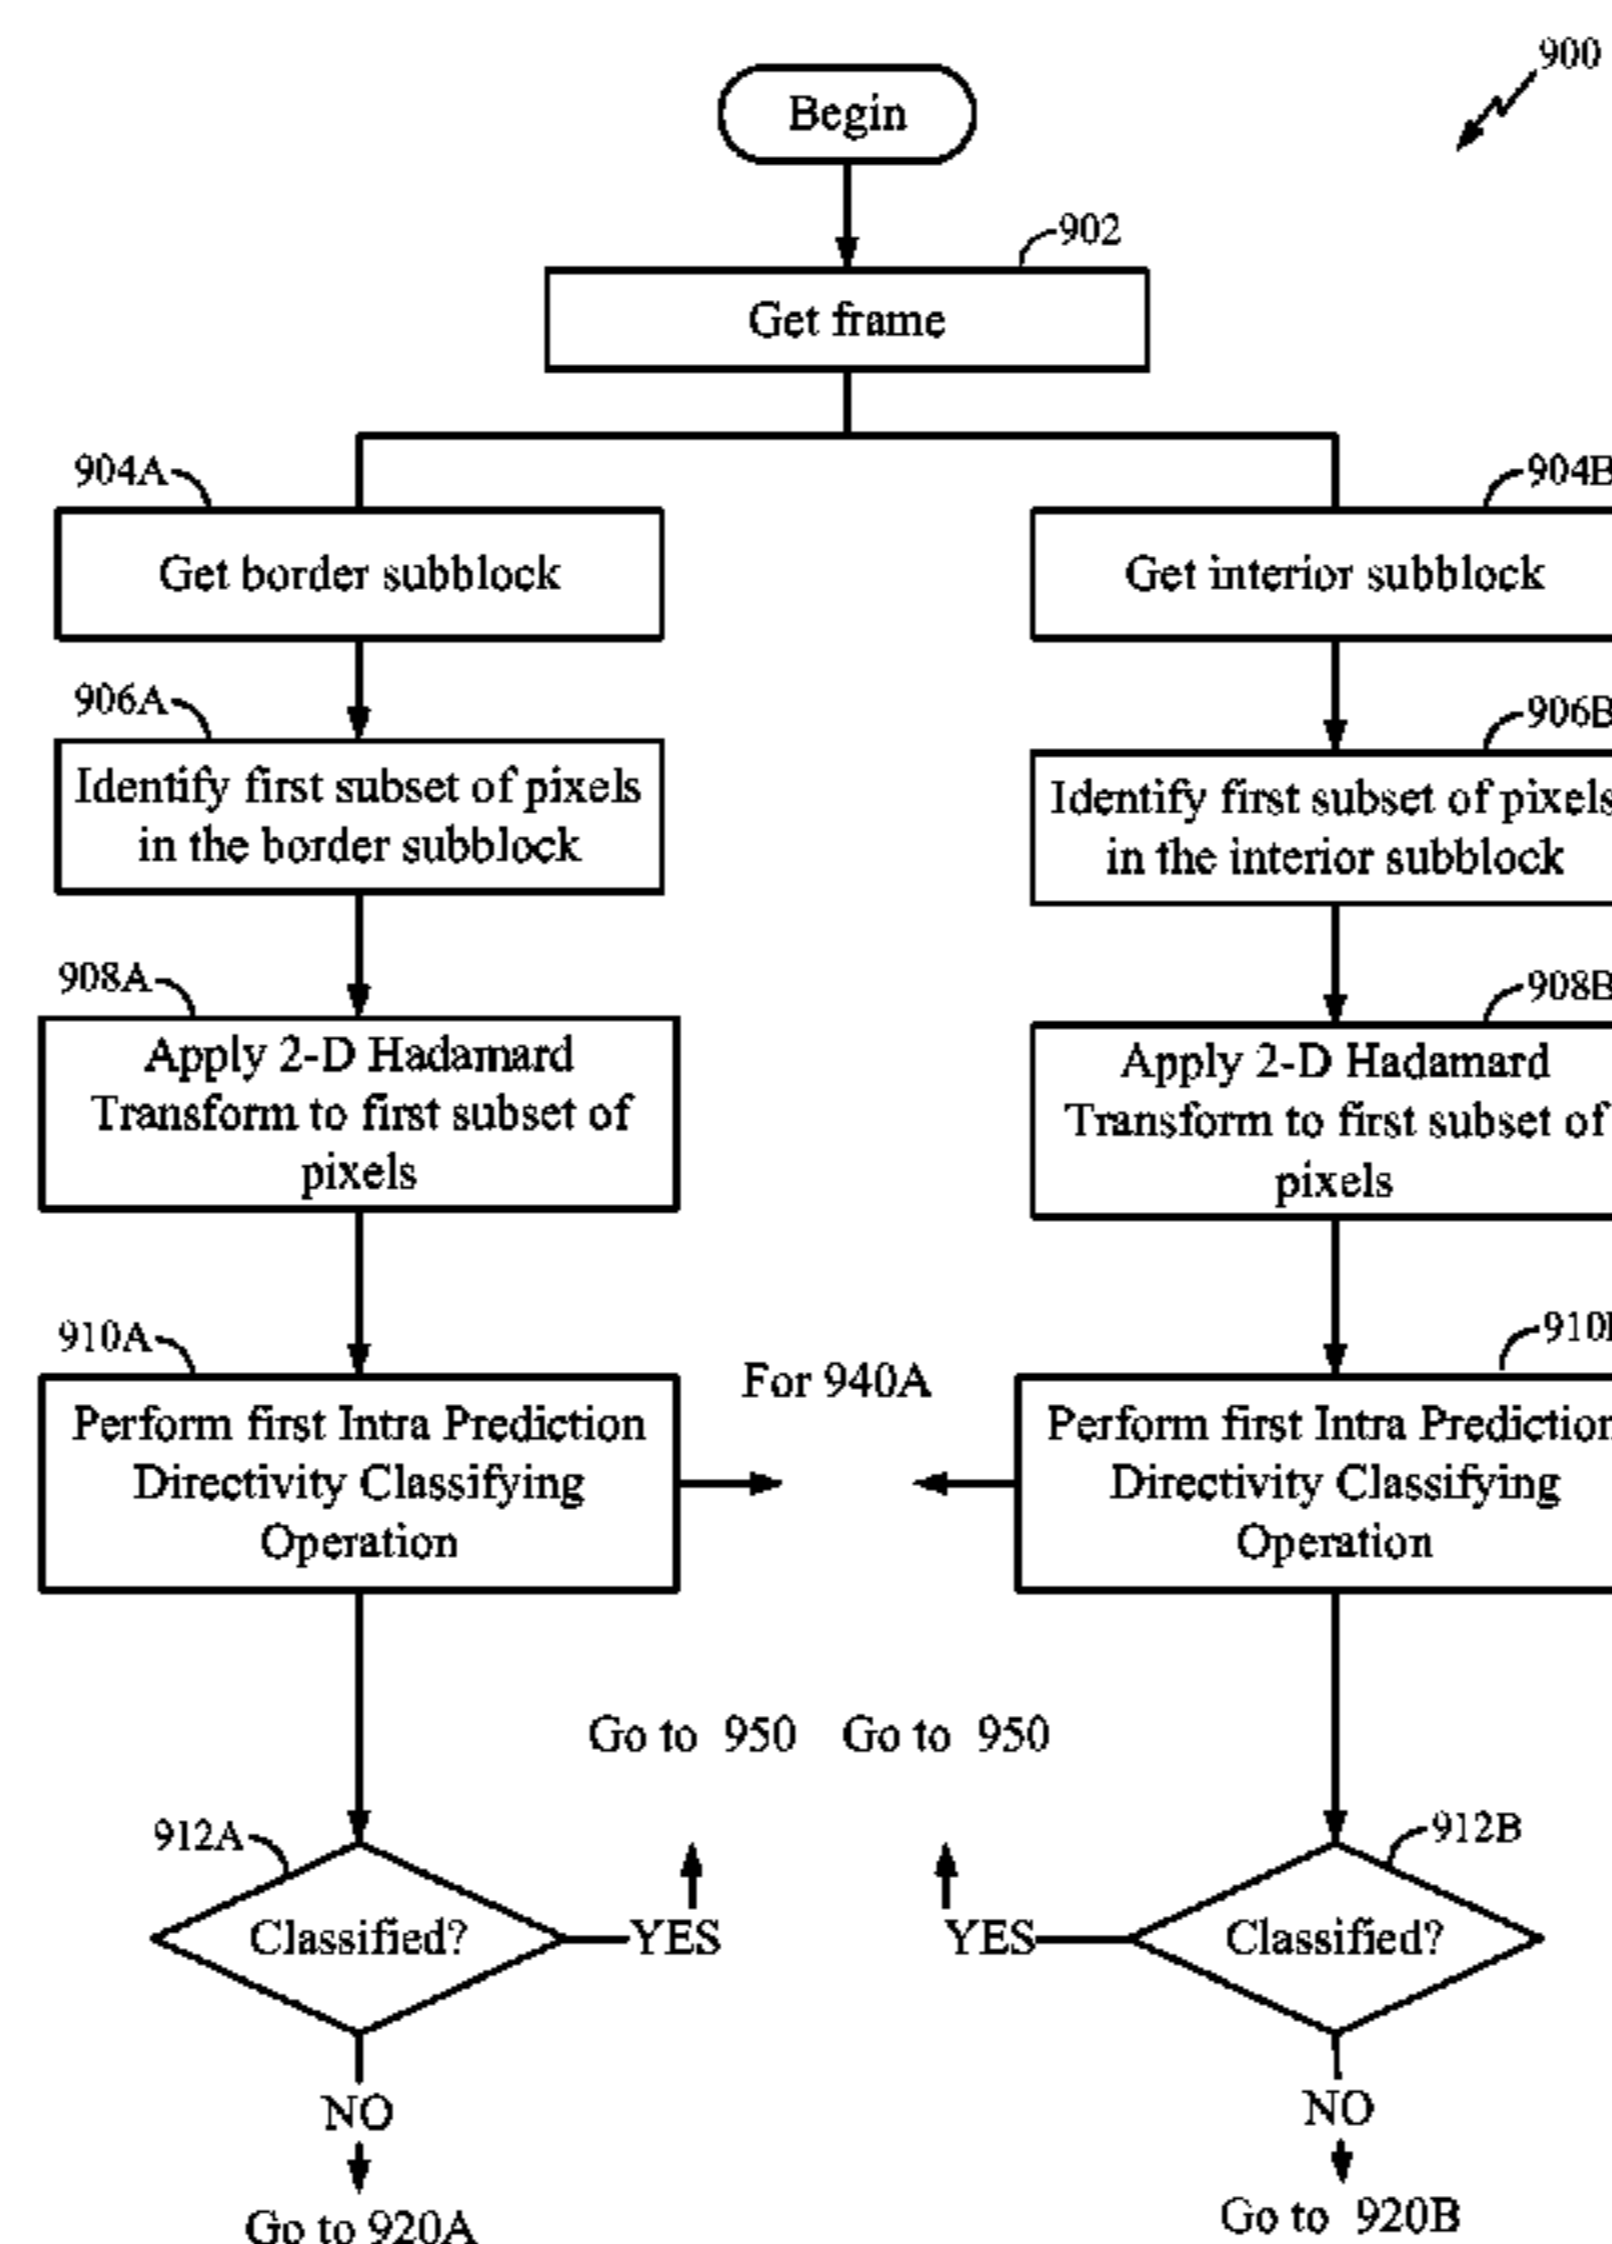 900
Begin
902
Get frame
904A
904B
Get border subblock
Get interior subblock
906A
906B
Identify first subset of pixels
in the border subblock
Identify first subset of pixels
in the interior subblock
908A
908B
Apply 2-D Hadamard
Transform to first subset of
pixels
Apply 2-D Hadamard
Transform to first subset of
pixels
910A
For 940A
910
Perform first Intra Prediction
Directivity Classifying
Operation
Perform first Intra Prediction
Directivity Classifying
Operation
Go to 950
Go to 950
912A
912B
Classified?
YES
YES
Classified?
NO
NO
Go to 920A
Go to 920B